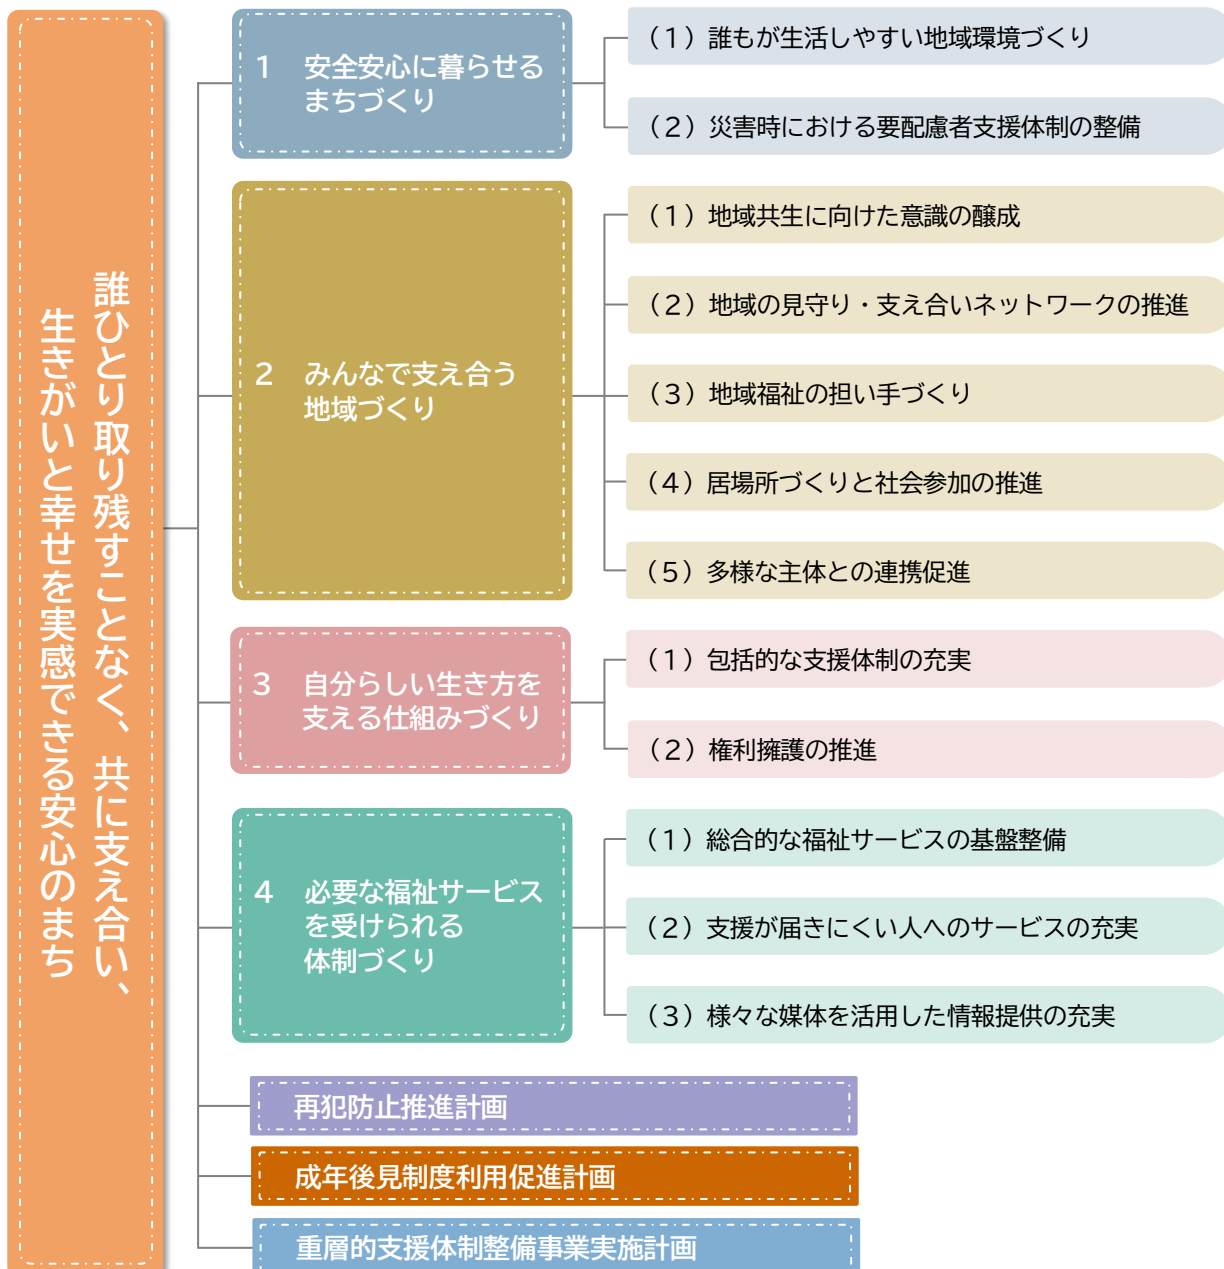 誰ひとり取り残すことなく、共に支え合い、
生きがいと幸せを実感できる安心のまち
1 安全安心に暮らせる
まちづくり
（1）誰もが生活しやすい地域環境づくり
（2）災害時における要配慮者支援体制の整備
2 みんなで支え合う
地域づくり
（1）地域共生に向けた意識の醸成
（2）地域の見守り・支え合いネットワークの推進
（3）地域福祉の担い手づくり
（4）居場所づくりと社会参加の推進
（5）多様な主体との連携促進
3 自分らしい生き方を
支える仕組みづくり
（1）包括的な支援体制の充実
（2）権利擁護の推進
4 必要な福祉サービス
を受けられる
体制づくり
（1）総合的な福祉サービスの基盤整備
（2）支援が届きにくい人へのサービスの充実
（3）様々な媒体を活用した情報提供の充実
再犯防止推進計画
成年後見制度利用促進計画
重層的支援体制整備事業実施計画